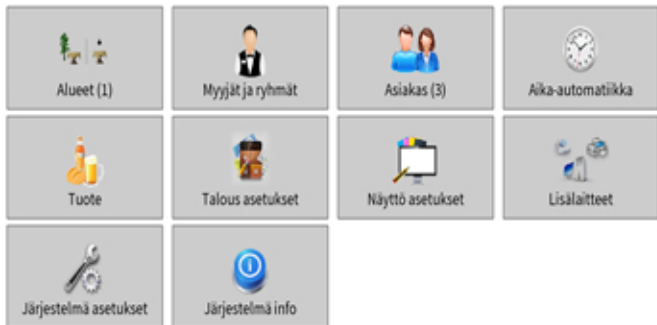 Alueet (1)
Myyjät ja ryhmät
Asiakas (3)
Aika-automatiikka
Tuote
Talous asetukset
Näyttö asetukset
Lisälaitteet
Järjestelmä asetukset
Järjestelmä info